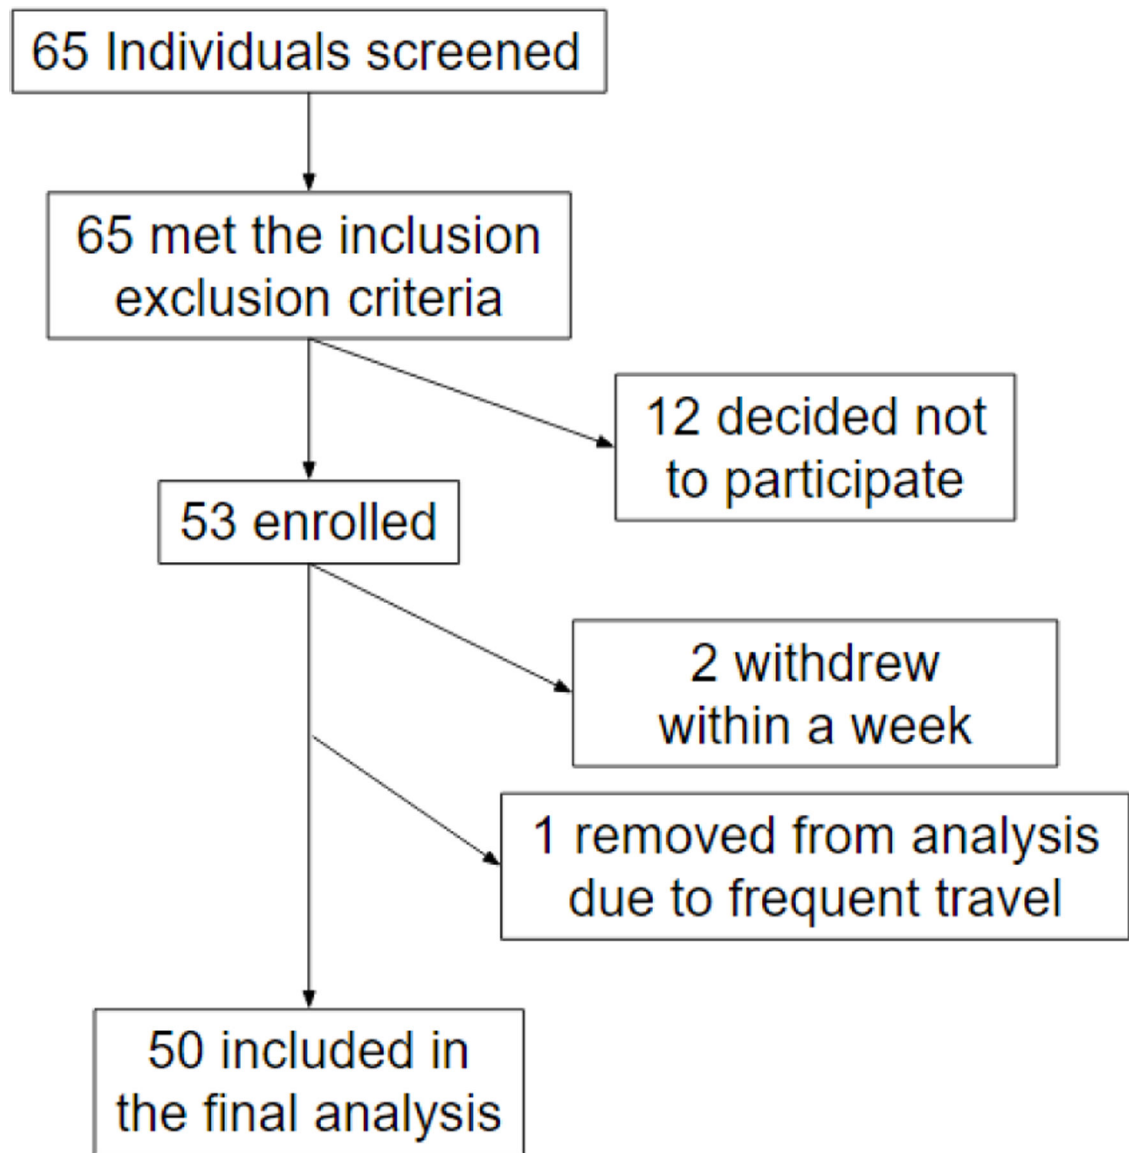 65 Individuals screened
65 met the inclusion
exclusion criteria
12 decided not
to participate
53 enrolled
2 withdrew
within a week
1 removed from analysis
due to frequent travel
50 included in
the final analysis